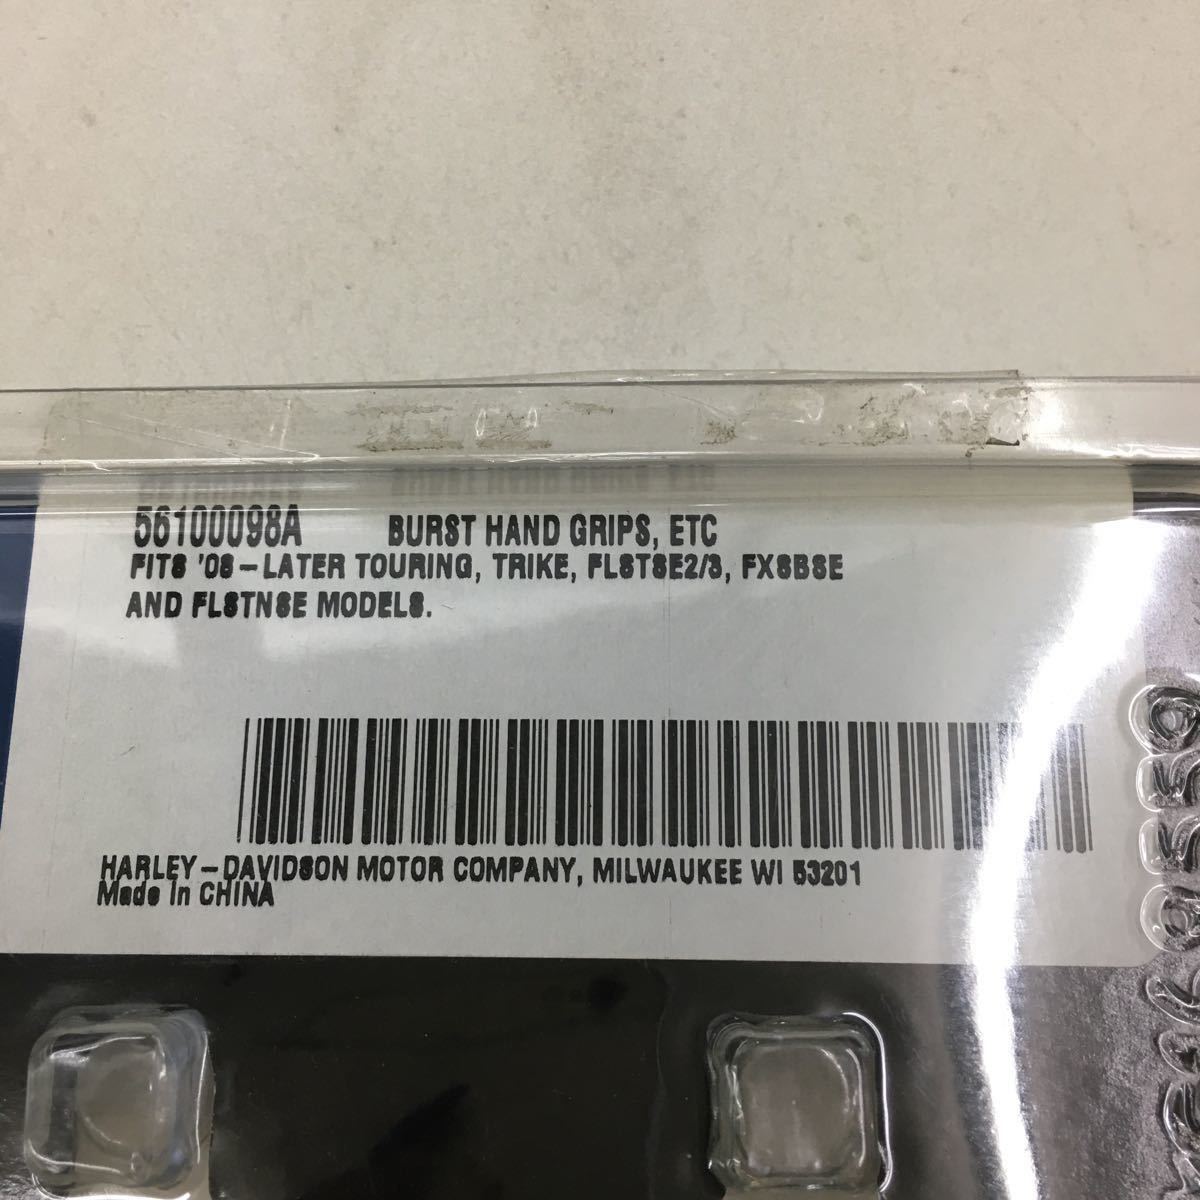 56100098A BURST HAND GRIPS, ETC
FITS '08-LATER TOURING, TRIKE, FLSTSE2/3, FXSBSE
AND FLSTNSE MODELS.
HARLEY-DAVIDSON MOTOR COMPANY, MILWAUKEE WI 53201
Made in CHINA